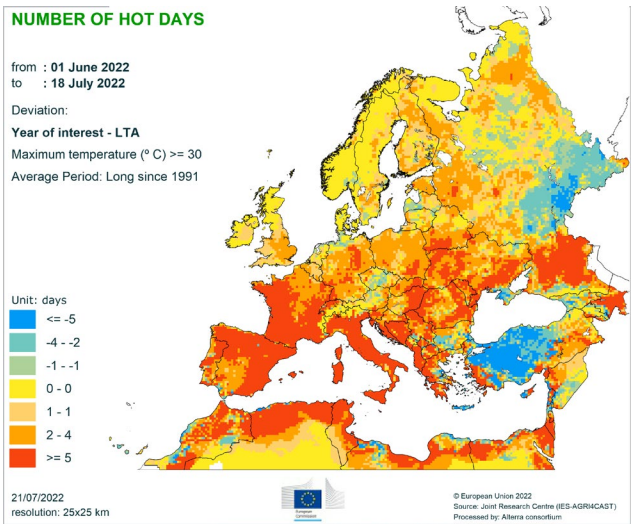 NUMBER OF HOT DAYS
from : 01 June 2022
to : 18 July 2022
Deviation:
Year of interest - LTA
Maximum temperature (º C) >= 30
Average Period: Long since 1991
Unit: days
<= -5
-4 - -2
-1 - -1
0 - 0
1 - 1
2 - 4
>= 5
21/07/2022
resolution: 25x25 km
European
Commission
© European Union 2022
Source: Joint Research Centre (IES-AGRI4CAST)
Processed by: Alterra consortium